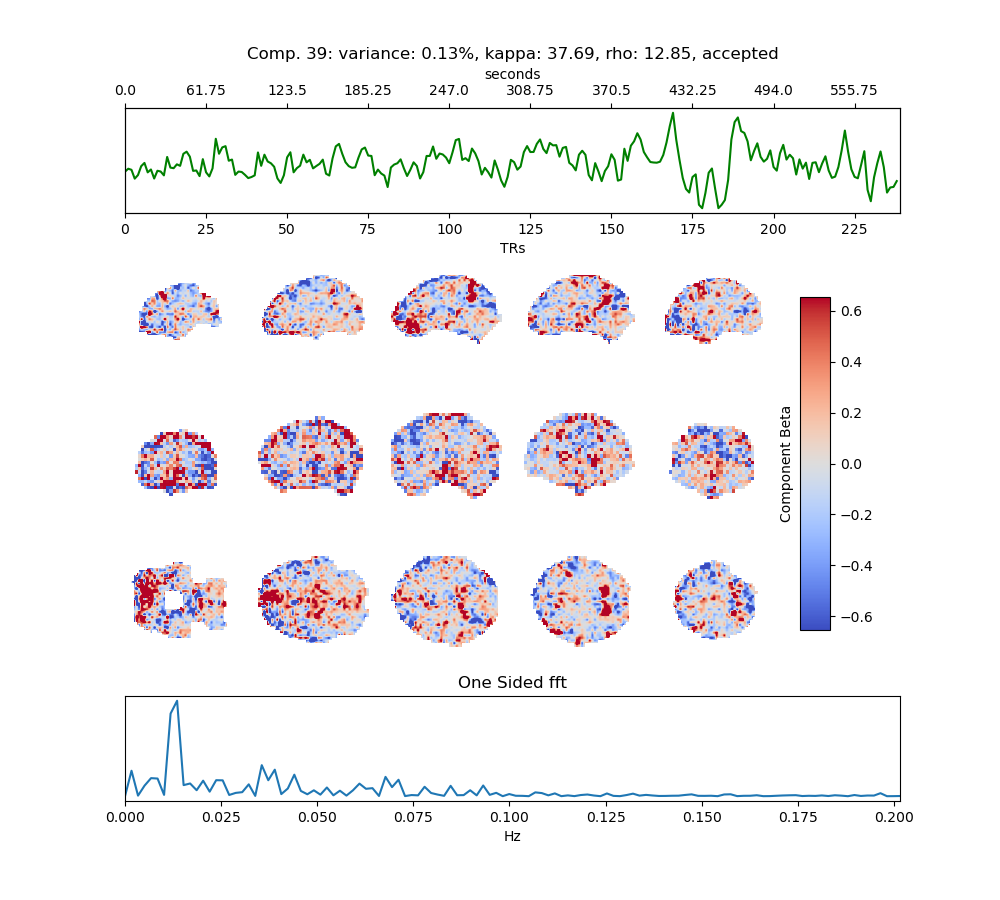 Comp. 39: variance: 0.13%, kappa: 37.69, rho: 12.85, accepted
seconds
0.0 61.75 123.5 185.25 247.0 308.75 370.5 432.25 494.0 555.75
0 25 50 75 100 125 150 175 200 225
TRs
0.6
0.4
0.2
0.0
−0.2
−0.4
−0.6
Component Beta
One Sided fft
0.000 0.025 0.050 0.075 0.100 0.125 0.150 0.175 0.200
Hz